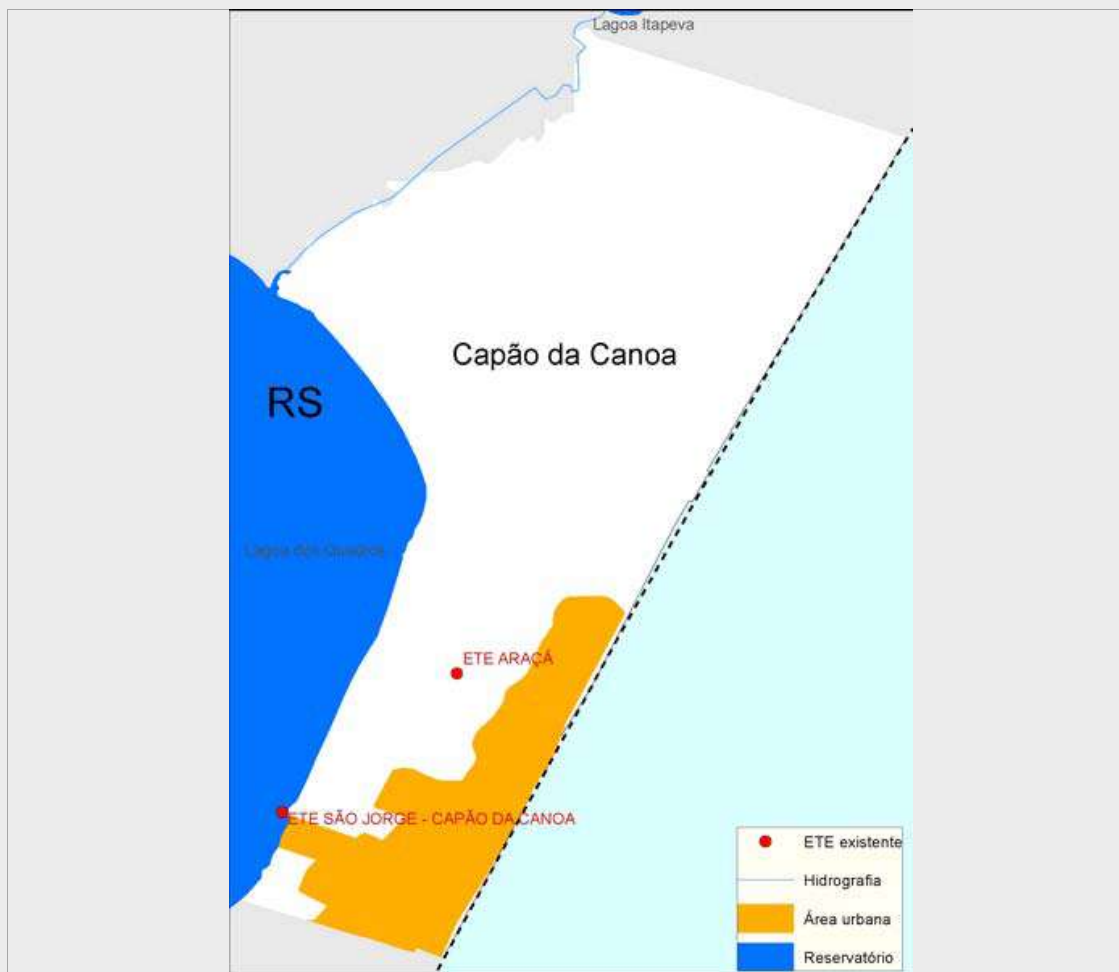 Lagoa Itapeva
Capão da Canoa
RS
Lagoa dos Quadros
ETE ARAÇÁ
ETE SÃO JORGE - CAPÃO DA CANOA
ETE existente
Hidrografia
Área urbana
Reservatório